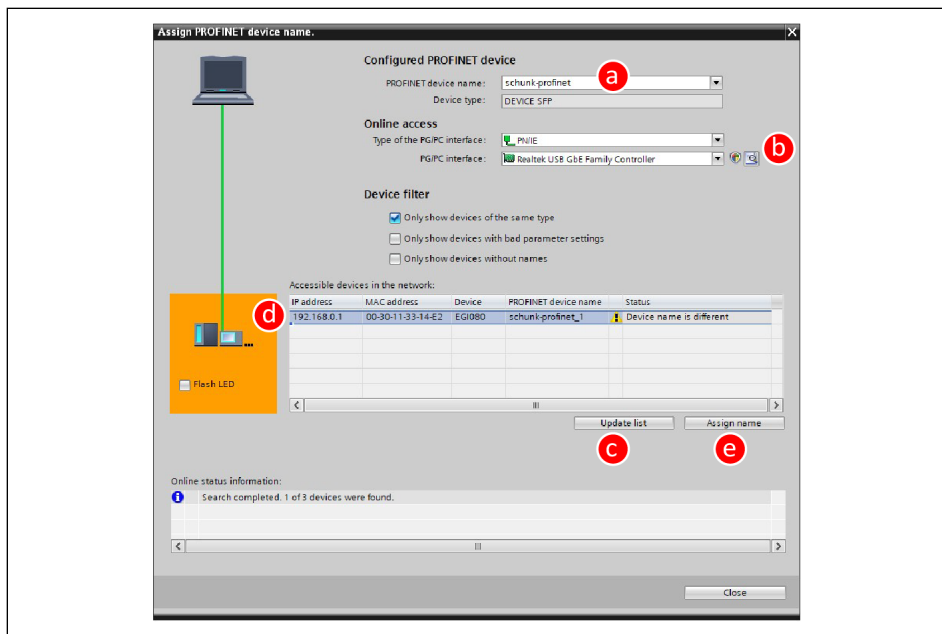 Assign PROFINET device name.
Configured PROFINET device
PROFINET device name: schunk-profinet
a
Device type: DEVICE SFP
Online access
Type of the PG/PC interface: PN/IE
b
PG/PC interface: Realtek USB GbE Family Controller
Device filter
Only show devices of the same type
Only show devices with bad parameter settings
Only show devices without names
Accessible devices in the network:
IP address MAC address Device PROFINET device name Status
d
192.168.0.1 00-30-11-33-14-E2 EGI080 schunk-profinet_1 Device name is different
Flash LED
Update list Assign name
c e
Online status information:
Search completed. 1 of 3 devices were found.
Close